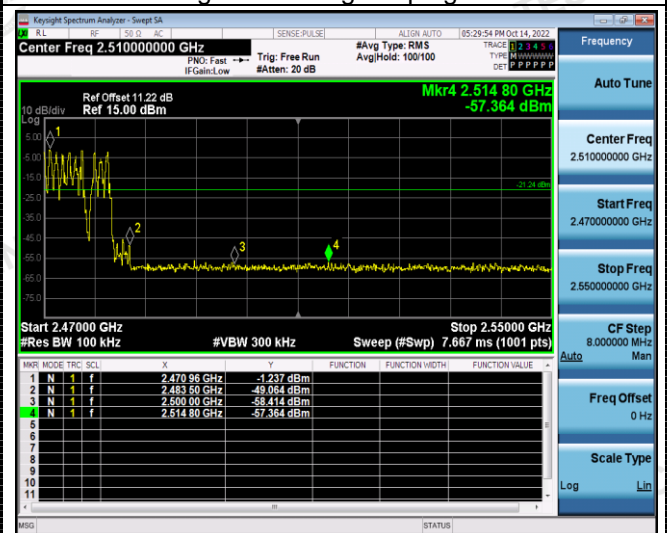 Keysight Spectrum Analyzer - Swept SA
RL RF 50 Ω AC SENSE:PULSE ALIGN AUTO 05:29:54 PM Oct 14, 2022
Center Freq 2.510000000 GHz #Avg Type: RMS TRACE 1 2 3 4 5 6
PNO: Fast Trig: Free Run Avg|Hold: 100/100 TYPE M WWWWW
IFGain:Low #Atten: 20 dB DET P P P P P P
Frequency
Auto Tune
Mkr4 2.514 80 GHz
-57.364 dBm
Ref Offset 11.22 dB
10 dB/div Ref 15.00 dBm
Log
5.00
-5.00
-15.0
-25.0
-35.0
-45.0
-55.0
-65.0
-75.0
1
2
3
4
-21.24 dBm
Start 2.47000 GHz Stop 2.55000 GHz
#Res BW 100 kHz #VBW 300 kHz Sweep (#Swp) 7.667 ms (1001 pts)
MKR MODE TRC SCL X Y FUNCTION FUNCTION WIDTH FUNCTION VALUE
1 N 1 f 2.470 96 GHz -1.237 dBm
2 N 1 f 2.483 50 GHz -49.064 dBm
3 N 1 f 2.500 00 GHz -58.414 dBm
4 N 1 f 2.514 80 GHz -57.364 dBm
5
6
7
8
9
10
11
Center Freq
2.510000000 GHz
Start Freq
2.470000000 GHz
Stop Freq
2.550000000 GHz
CF Step
8.000000 MHz
Auto Man
Freq Offset
0 Hz
Scale Type
Log Lin
MSG STATUS